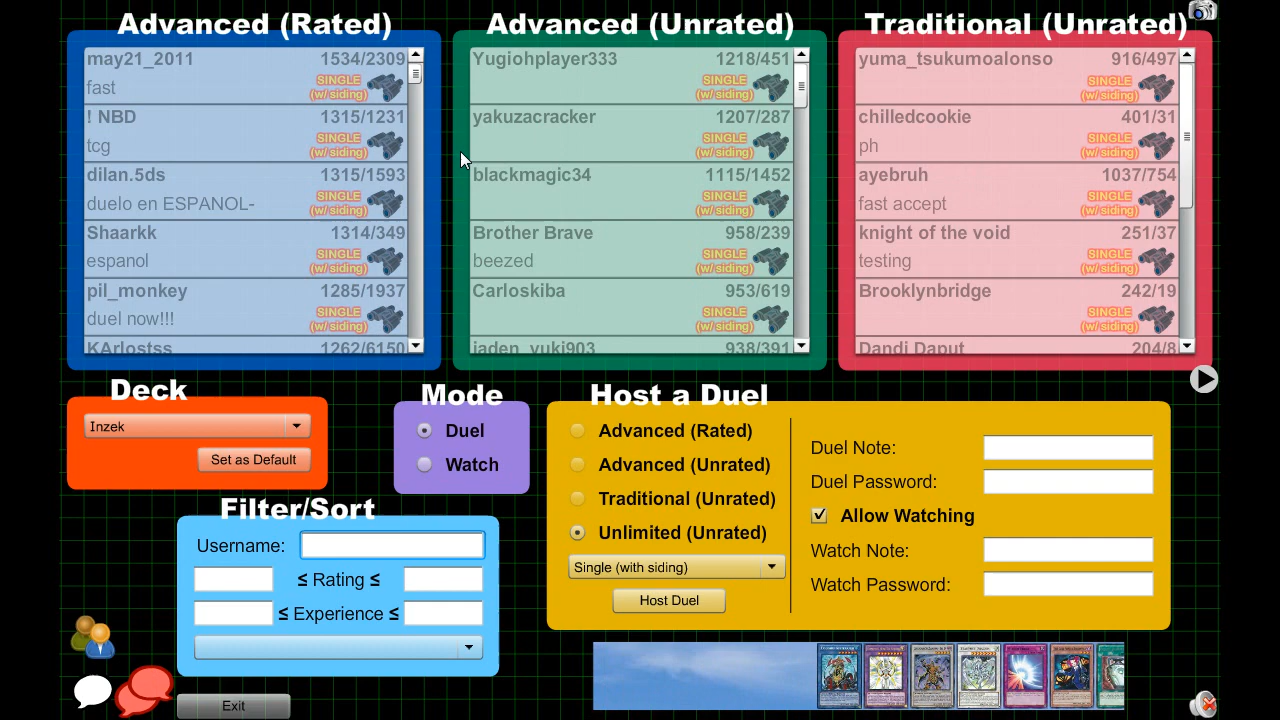 Advanced (Rated)
may21_2011 1534/2309
fast SINGLE
(w/ siding)
! NBD 1315/1231
tcg SINGLE
(w/ siding)
dilan.5ds 1315/1593
duelo en ESPANOL- SINGLE
(w/ siding)
Shaarkk 1314/349
espanol SINGLE
(w/ siding)
pil_monkey 1285/1937
duel now!!! SINGLE
(w/ siding)
KArlostss 1262/6150
Advanced (Unrated)
Yugiohplayer333 1218/451
SINGLE
(w/ siding)
yakuzacracker 1207/287
SINGLE
(w/ siding)
blackmagic34 1115/1452
SINGLE
(w/ siding)
Brother Brave 958/239
beezed SINGLE
(w/ siding)
Carloskiba 953/619
SINGLE
(w/ siding)
jaden_yuki903 938/391
Traditional (Unrated)
yuma_tsukumoalonso 916/497
SINGLE
(w/ siding)
chilledcookie 401/31
ph SINGLE
(w/ siding)
ayebruh 1037/754
fast accept SINGLE
(w/ siding)
knight of the void 251/37
testing SINGLE
(w/ siding)
Brooklynbridge 242/19
SINGLE
(w/ siding)
Dandi Daput 204/8
Deck
Inzek
Set as Default
Mode
Duel
Watch
Host a Duel
Advanced (Rated)
Advanced (Unrated)
Traditional (Unrated)
Unlimited (Unrated)
Single (with siding)
Host Duel
Duel Note:
Duel Password:
Allow Watching
Watch Note:
Watch Password:
Filter/Sort
Username:
≤ Rating ≤
≤ Experience ≤
Exit